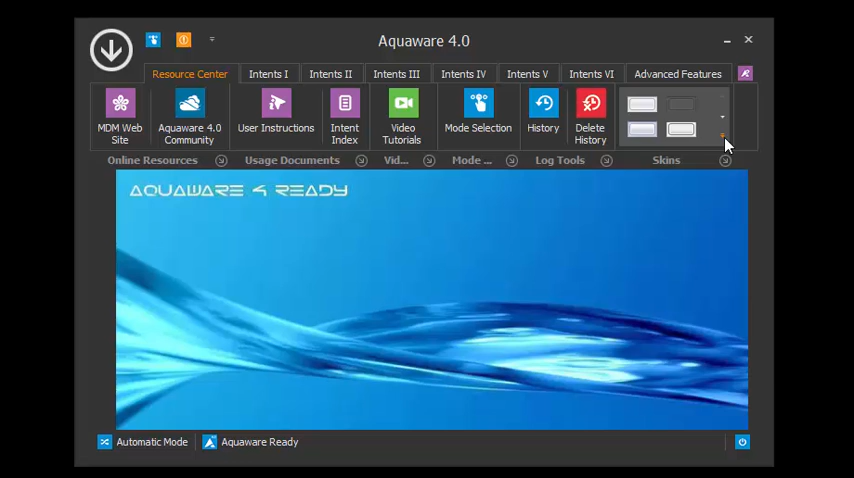 Aquaware 4.0
Resource Center
Intents I
Intents II
Intents III
Intents IV
Intents V
Intents VI
Advanced Features
MDM Web
Site
Aquaware 4.0
Community
User Instructions
Intent
Index
Video
Tutorials
Mode Selection
History
Delete
History
Online Resources
Usage Documents
Vid...
Mode ...
Log Tools
Skins
AQUAWARE 4 READY
Automatic Mode
Aquaware Ready